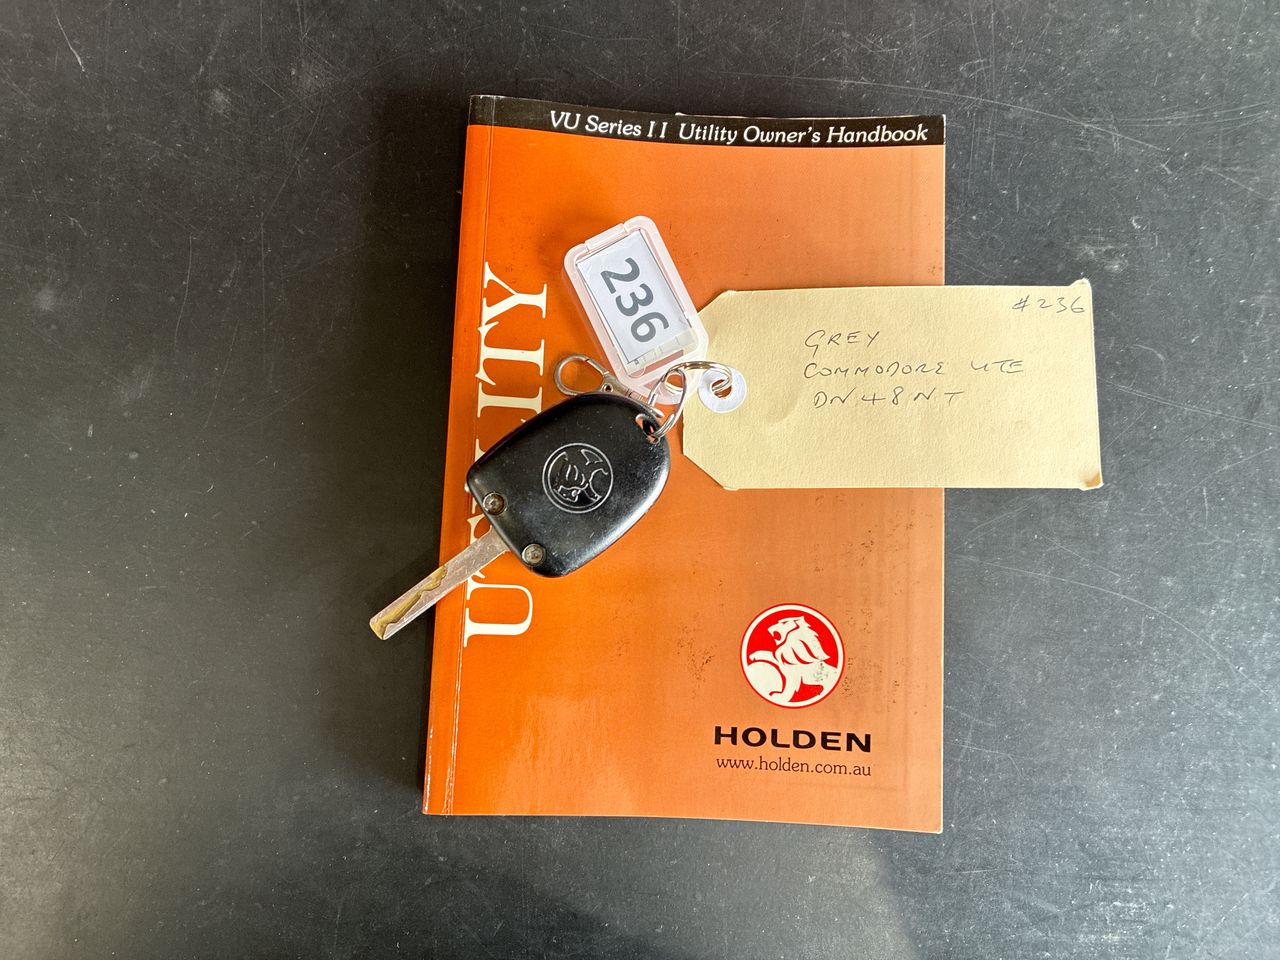 VU Series II Utility Owner's Handbook
UTILITY
236
#236
GREY
COMMODORE UTE
DN48NT
HOLDEN
www.holden.com.au